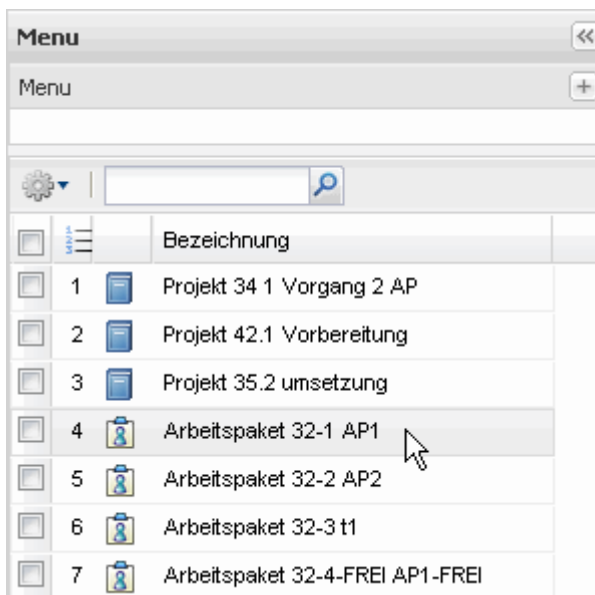 Menu
Menu
Bezeichnung
1 Projekt 34 1 Vorgang 2 AP
2 Projekt 42.1 Vorbereitung
3 Projekt 35.2 umsetzung
4 Arbeitspaket 32-1 AP1
5 Arbeitspaket 32-2 AP2
6 Arbeitspaket 32-3 t1
7 Arbeitspaket 32-4-FREI AP1-FREI